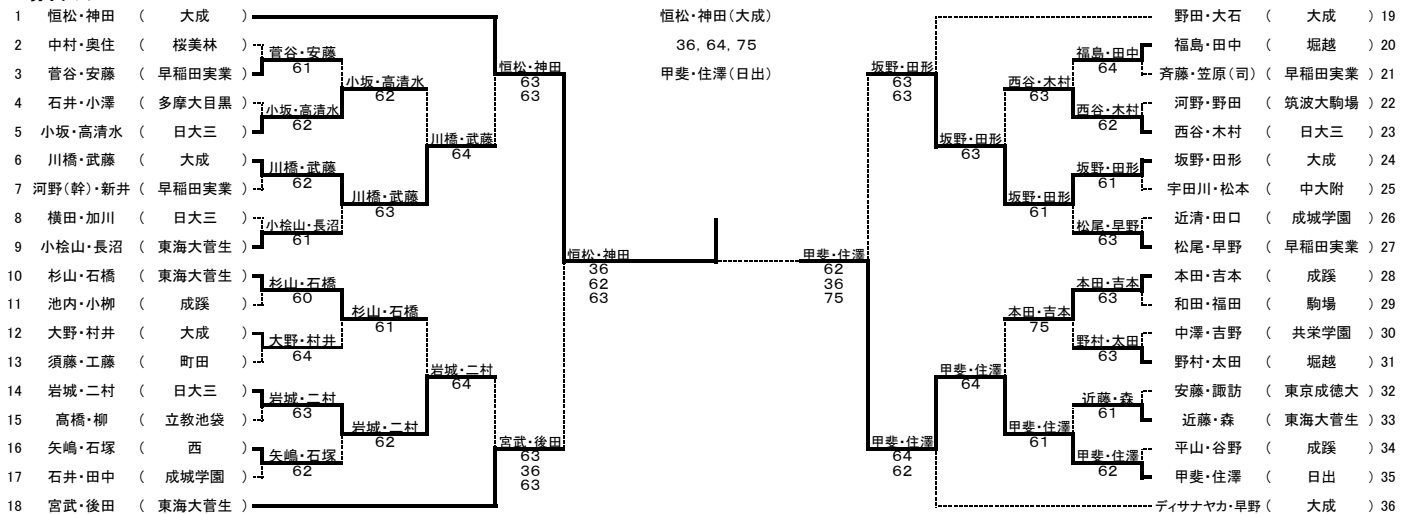 1 恒松・神田 ( 大成 )
2 中村・奥住 ( 桜美林 )
3 菅谷・安藤 ( 早稲田実業 )
4 石井・小澤 ( 多摩大目黒 )
5 小坂・高清水 ( 日大三 )
6 川橋・武藤 ( 大成 )
7 河野(幹)・新井 ( 早稲田実業 )
8 横田・加川 ( 日大三 )
9 小桧山・長沼 ( 東海大菅生 )
10 杉山・石橋 ( 東海大菅生 )
11 池内・小栁 ( 成蹊 )
12 大野・村井 ( 大成 )
13 須藤・工藤 ( 町田 )
14 岩城・二村 ( 日大三 )
15 髙橋・柳 ( 立教池袋 )
16 矢嶋・石塚 ( 西 )
17 石井・田中 ( 成城学園 )
18 宮武・後田 ( 東海大菅生 )
菅谷・安藤
61
小坂・高清水
62
川橋・武藤
62
小桧山・長沼
61
杉山・石橋
60
大野・村井
64
岩城・二村
63
矢嶋・石塚
62
小坂・高清水
62
川橋・武藤
63
杉山・石橋
61
岩城・二村
62
川橋・武藤
64
岩城・二村
64
恒松・神田
63
63
宮武・後田
63
36
63
恒松・神田
36
62
63
恒松・神田(大成)
36, 64, 75
甲斐・住澤(日出)
甲斐・住澤
62
36
75
坂野・田形
63
63
甲斐・住澤
64
62
坂野・田形
63
甲斐・住澤
64
西谷・木村
63
坂野・田形
61
本田・吉本
75
甲斐・住澤
61
福島・田中
64
西谷・木村
62
坂野・田形
61
松尾・早野
63
本田・吉本
63
野村・太田
63
近藤・森
61
甲斐・住澤
62
野田・大石 ( 大成 ) 19
福島・田中 ( 堀越 ) 20
斉藤・笠原(司) ( 早稲田実業 ) 21
河野・野田 ( 筑波大駒場 ) 22
西谷・木村 ( 日大三 ) 23
坂野・田形 ( 大成 ) 24
宇田川・松本 ( 中大附 ) 25
近清・田口 ( 成城学園 ) 26
松尾・早野 ( 早稲田実業 ) 27
本田・吉本 ( 成蹊 ) 28
和田・福田 ( 駒場 ) 29
中澤・吉野 ( 共栄学園 ) 30
野村・太田 ( 堀越 ) 31
安藤・諏訪 ( 東京成徳大 ) 32
近藤・森 ( 東海大菅生 ) 33
平山・谷野 ( 成蹊 ) 34
甲斐・住澤 ( 日出 ) 35
ディサナヤカ・早野 ( 大成 ) 36